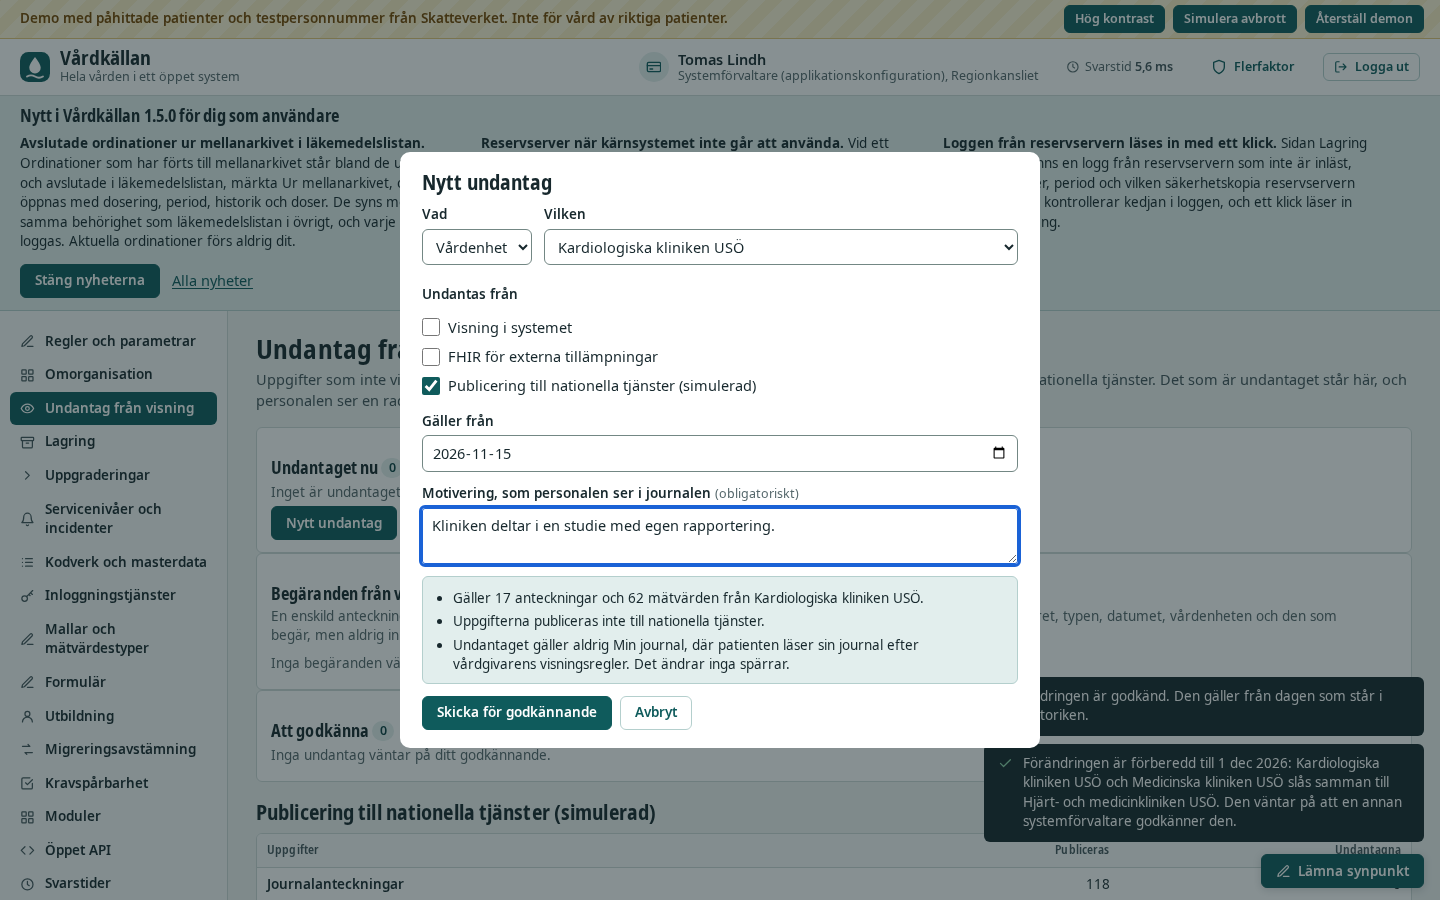 Demo med påhittade patienter och testpersonnummer från Skatteverket. Inte för vård av riktiga patienter.
Hög kontrast
Simulera avbrott
Återställ demon
Vårdkällan
Hela vården i ett öppet system
Tomas Lindh
Systemförvaltare (applikationskonfiguration), Regionkansliet
Svarstid 5,6 ms
Flerfaktor
Logga ut
Nytt i Vårdkällan 1.5.0 för dig som användare
Avslutade ordinationer ur mellanarkivet i läkemedelslistan.
Ordinationer som har förts till mellanarkivet står bland de
och avslutade i läkemedelslistan, märkta Ur mellanarkivet,
öppnas med dosering, period, historik och doser. De syns
samma behörighet som läkemedelslistan i övrigt, och varje
loggas. Aktuella ordinationer förs aldrig dit.
Reservserver när kärnsystemet inte går att använda. Vid ett
Loggen från reservservern läses in med ett klick. Sidan Lagring
en logg från reservservern som inte är inläst,
period och vilken säkerhetskopia reservservern
kontrollerar kedjan i loggen, och ett klick läser in
Stäng nyheterna
Alla nyheter
Regler och parametrar
Omorganisation
Undantag från visning
Lagring
Uppgraderingar
Servicenivåer och
incidenter
Kodverk och masterdata
Inloggningstjänster
Mallar och
mätvärdestyper
Formulär
Utbildning
Migreringsavstämning
Kravspårbarhet
Moduler
Öppet API
Svarstider
Undantag
Uppgifter som inte
nationella tjänster. Det som är undantaget står här, och
personalen ser en
Undantaget nu 0
Inget är undantaget
Nytt undantag
Begäranden från
En enskild
typen, datumet, vårdenheten och den som
begär, men aldrig
Inga begäranden
Att godkänna 0
Inga undantag väntar på ditt godkännande.
Publicering till nationella tjänster (simulerad)
Uppgifter
Publiceras
Undantagna
Journalanteckningar
118
Nytt undantag
Vad
Vilken
Vårdenhet
Kardiologiska kliniken USÖ
Undantas från
Visning i systemet
FHIR för externa tillämpningar
Publicering till nationella tjänster (simulerad)
Gäller från
2026-11-15
Motivering, som personalen ser i journalen (obligatoriskt)
Kliniken deltar i en studie med egen rapportering.
Gäller 17 anteckningar och 62 mätvärden från Kardiologiska kliniken USÖ.
Uppgifterna publiceras inte till nationella tjänster.
Undantaget gäller aldrig Min journal, där patienten läser sin journal efter
vårdgivarens visningsregler. Det ändrar inga spärrar.
Skicka för godkännande
Avbryt
är godkänd. Den gäller från dagen som står i
Förändringen är förberedd till 1 dec 2026: Kardiologiska
kliniken USÖ och Medicinska kliniken USÖ slås samman till
Hjärt- och medicinkliniken USÖ. Den väntar på att en annan
systemförvaltare godkänner den.
Lämna synpunkt